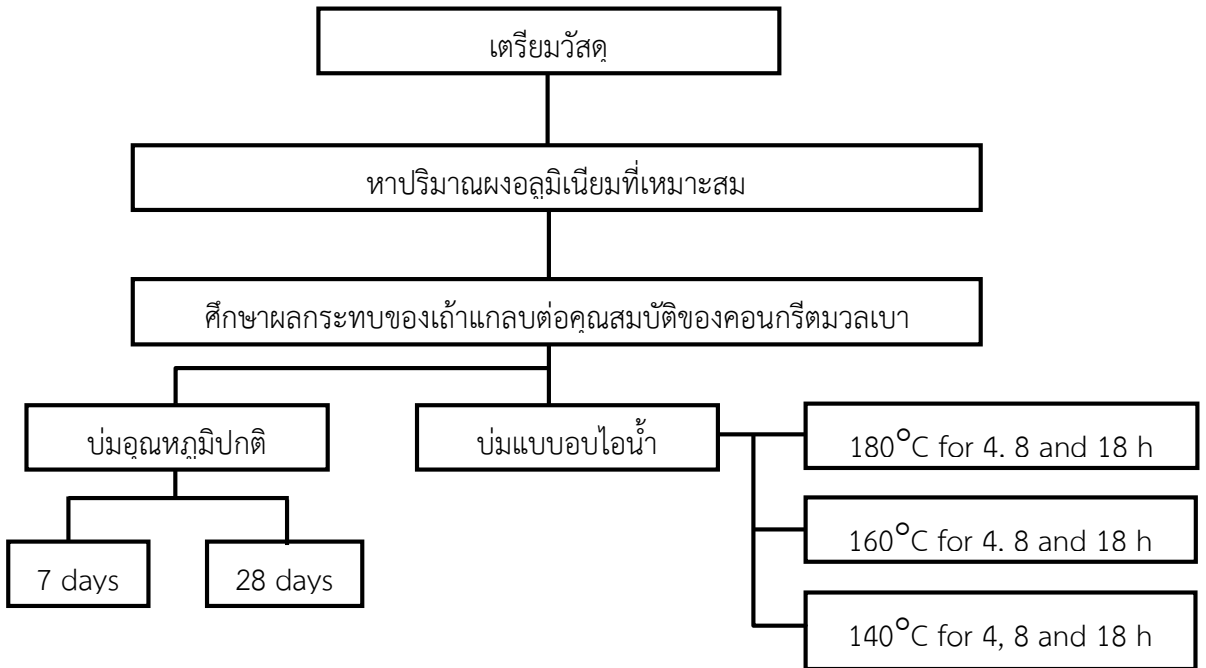 เตรียมวัสดุ
หาปริมาณผงอลูมิเนียมที่เหมาะสม
ศึกษาผลกระทบของเถ้าแกลบต่อคุณสมบัติของคอนกรีตมวลเบา
บ่มอุณหภูมิปกติ
บ่มแบบอบไอน้ำ
180°C for 4. 8 and 18 h
160°C for 4. 8 and 18 h
7 days
28 days
140°C for 4, 8 and 18 h